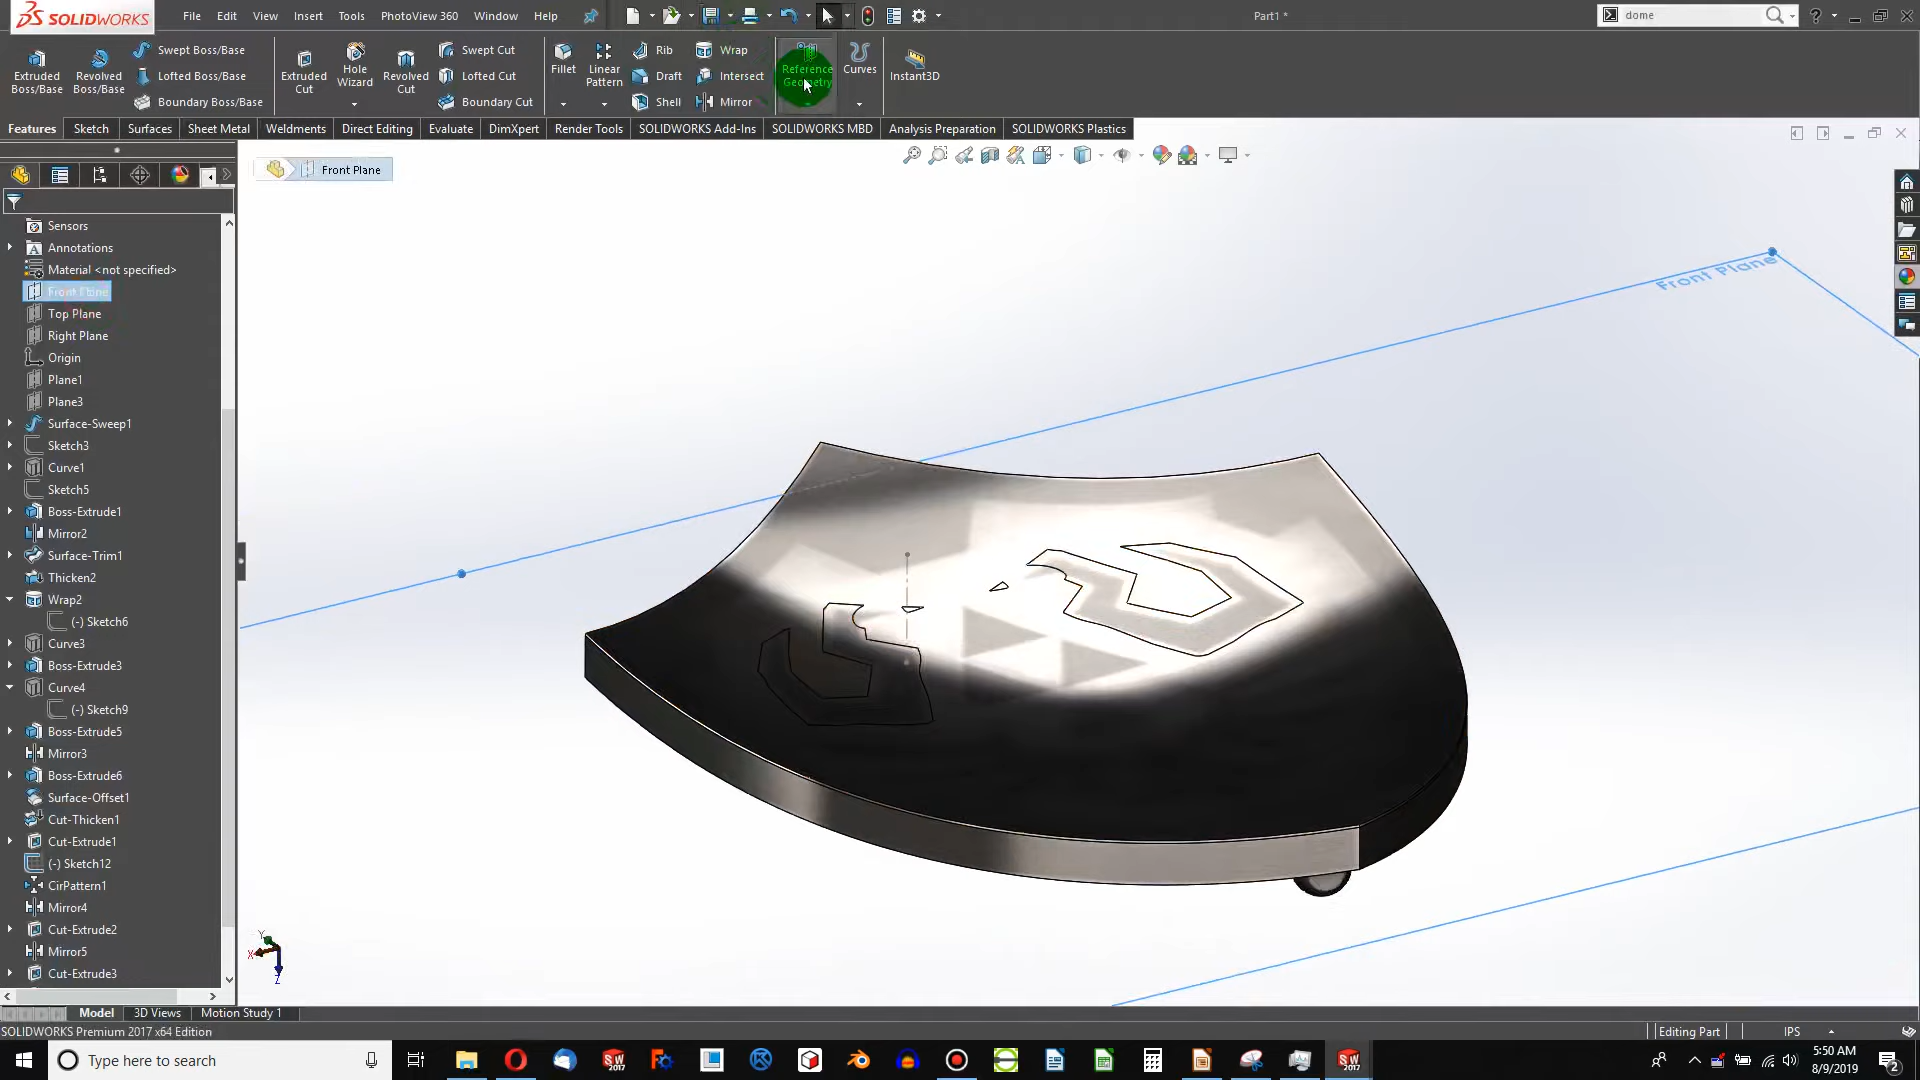 SOLIDWORKS File Edit View Insert Tools PhotoView 360 Window Help Part1 * dome
Extruded Boss/Base
Revolved Boss/Base
Swept Boss/Base
Lofted Boss/Base
Boundary Boss/Base
Extruded Cut
Hole Wizard
Revolved Cut
Swept Cut
Lofted Cut
Boundary Cut
Fillet
Linear Pattern
Rib
Draft
Shell
Wrap
Intersect
Mirror
Reference Geometry
Curves
Instant3D
Features Sketch Surfaces Sheet Metal Weldments Direct Editing Evaluate DimXpert Render Tools SOLIDWORKS Add-Ins SOLIDWORKS MBD Analysis Preparation SOLIDWORKS Plastics
Front Plane
Sensors
Annotations
Material <not specified>
Front Plane
Top Plane
Right Plane
Origin
Plane1
Plane3
Surface-Sweep1
Sketch3
Curve1
Sketch5
Boss-Extrude1
Mirror2
Surface-Trim1
Thicken2
Wrap2
(-) Sketch6
Curve3
Boss-Extrude3
Curve4
(-) Sketch9
Boss-Extrude5
Mirror3
Boss-Extrude6
Surface-Offset1
Cut-Thicken1
Cut-Extrude1
(-) Sketch12
CirPattern1
Mirror4
Cut-Extrude2
Mirror5
Cut-Extrude3
Front Plane
Y
X
Z
Model 3D Views Motion Study 1
SOLIDWORKS Premium 2017 x64 Edition Editing Part IPS
Type here to search
5:50 AM
8/9/2019
2